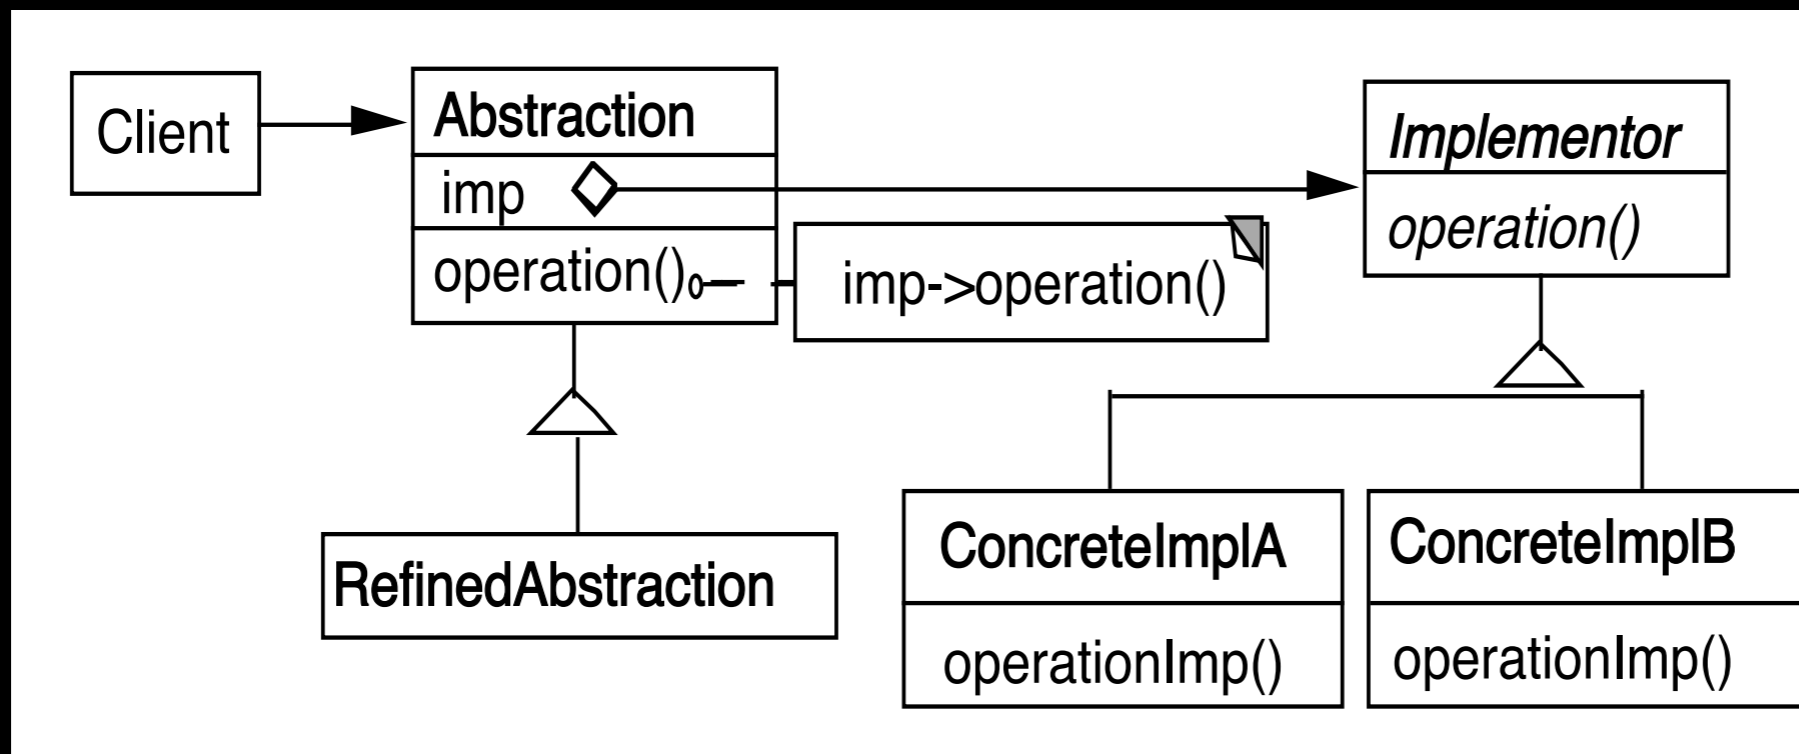 Client
Abstraction
imp
operation()
imp->operation()
Implementor
operation()
RefinedAbstraction
ConcreteImplA
operationImp()
ConcreteImplB
operationImp()